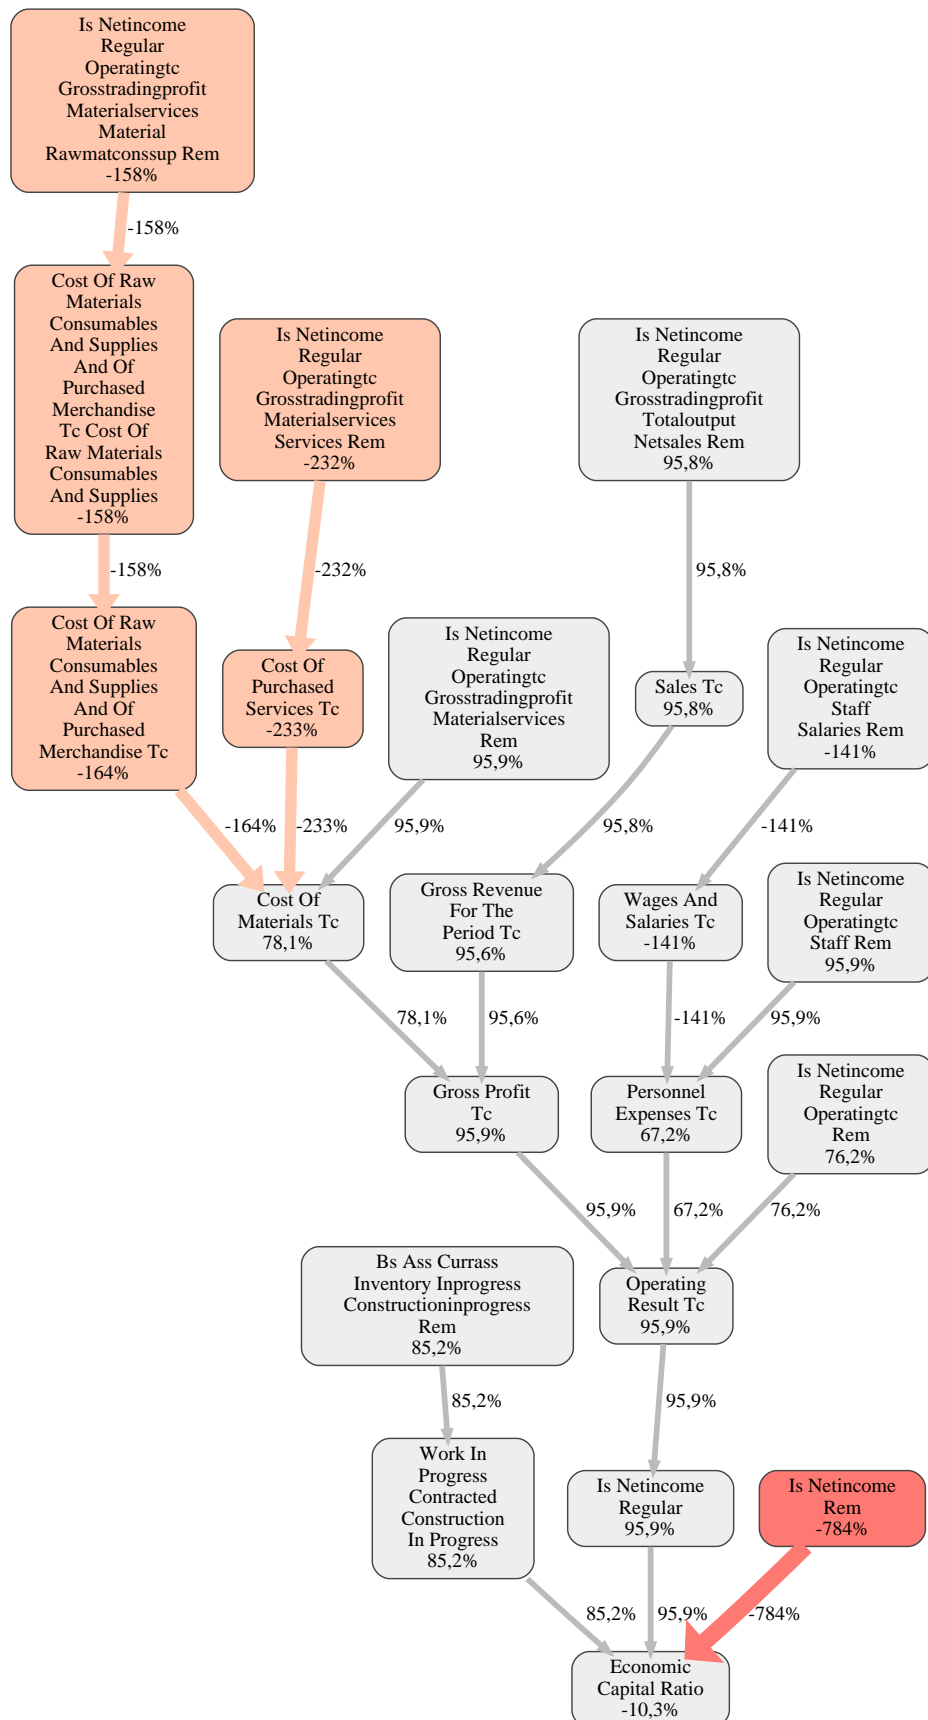 Is Netincome
Regular
Operatingtc
Grosstradingprofit
Materialservices
Material
Rawmatconssup Rem
-158%
-158%
Cost Of Raw
Materials
Consumables
And Supplies
And Of
Purchased
Merchandise
Tc Cost Of
Raw Materials
Consumables
And Supplies
-158%
Is Netincome
Regular
Operatingtc
Grosstradingprofit
Materialservices
Services Rem
-232%
Is Netincome
Regular
Operatingtc
Grosstradingprofit
Totaloutput
Netsales Rem
95,8%
-158%
-232%
95,8%
Cost Of Raw
Materials
Consumables
And Supplies
And Of
Purchased
Merchandise Tc
-164%
Cost Of
Purchased
Services Tc
-233%
Is Netincome
Regular
Operatingtc
Grosstradingprofit
Materialservices
Rem
95,9%
Sales Tc
95,8%
Is Netincome
Regular
Operatingtc
Staff
Salaries Rem
-141%
-164%
-233%
95,9%
95,8%
-141%
Cost Of
Materials Tc
78,1%
Gross Revenue
For The
Period Tc
95,6%
Wages And
Salaries Tc
-141%
Is Netincome
Regular
Operatingtc
Staff Rem
95,9%
78,1%
95,6%
-141%
95,9%
Gross Profit
Tc
95,9%
Personnel
Expenses Tc
67,2%
Is Netincome
Regular
Operatingtc
Rem
76,2%
95,9%
67,2%
76,2%
Bs Ass Currass
Inventory Inprogress
Constructioninprogress
Rem
85,2%
Operating
Result Tc
95,9%
85,2%
95,9%
Work In
Progress
Contracted
Construction
In Progress
85,2%
Is Netincome
Regular
95,9%
Is Netincome
Rem
-784%
85,2%
95,9%
-784%
Economic
Capital Ratio
-10,3%